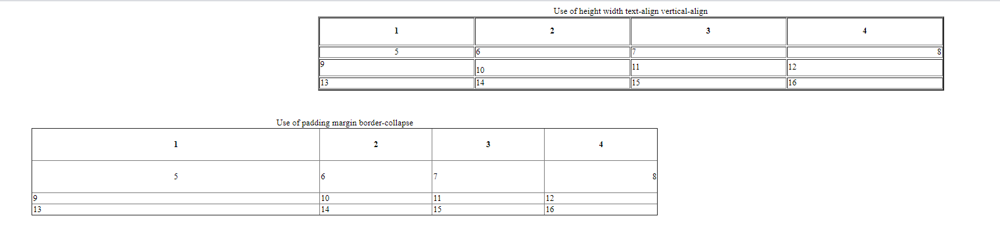 Use of height width text-align vertical-align
1 2 3 4
5 6 7 8
9 10 11 12
13 14 15 16
Use of padding margin border-collapse
1 2 3 4
5 6 7 8
9 10 11 12
13 14 15 16